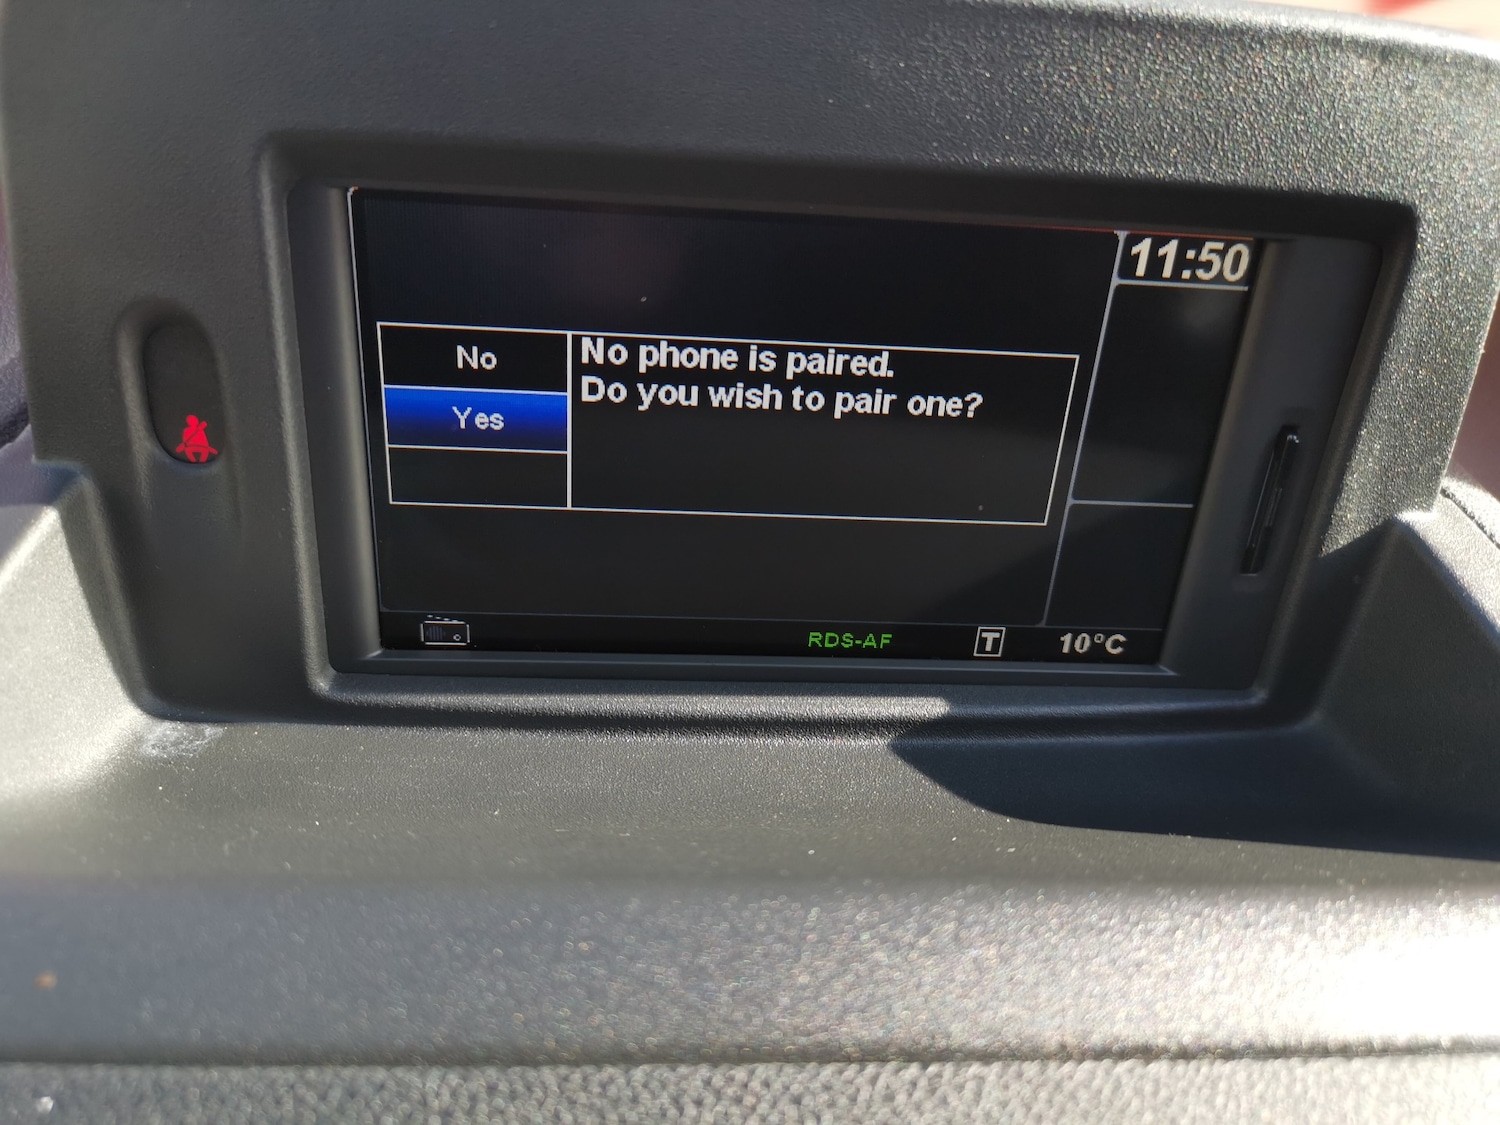 11:50
No
Yes
No phone is paired.
Do you wish to pair one?
RDS-AF
T
10°C